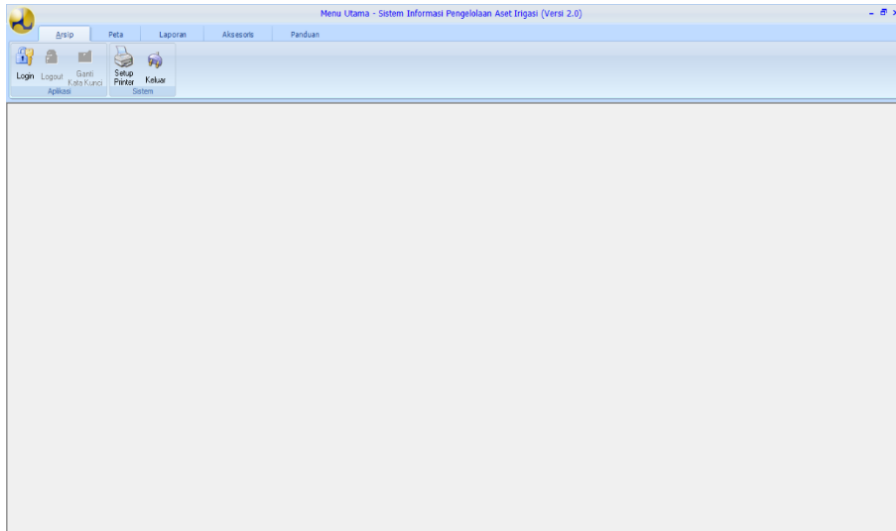 Menu Utama - Sistem Informasi Pengelolaan Aset Irigasi (Versi 2.0)
Arsip Peta Laporan Aksesoris Panduan
Login Logout Ganti Kata Kunci Setup Printer Keluar
Aplikasi Sistem